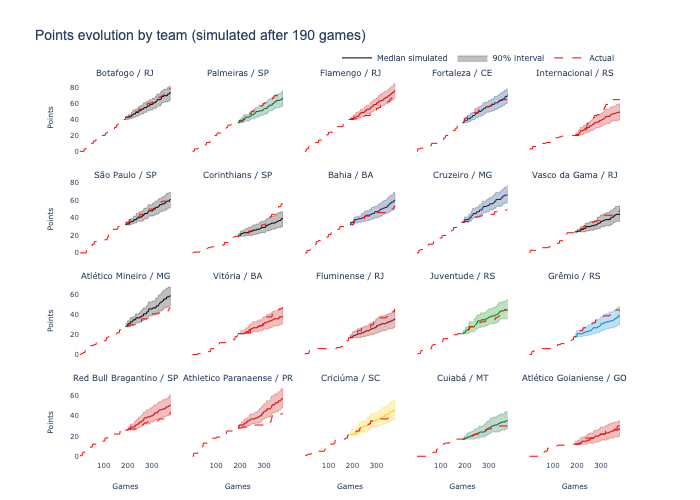 Points evolution by team (simulated after 190 games)
Median simulated 90% interval Actual
Botafogo / RJ Palmeiras / SP Flamengo / RJ Fortaleza / CE Internacional / RS
Points
80
60
40
20
0
São Paulo / SP Corinthians / SP Bahia / BA Cruzeiro / MG Vasco da Gama / RJ
Points
80
60
40
20
0
Atlético Mineiro / MG Vitória / BA Fluminense / RJ Juventude / RS Grêmio / RS
Points
60
40
20
0
Red Bull Bragantino / SP Athletico Paranaense / PR Criciúma / SC Cuiabá / MT Atlético Goianiense / GO
Points
60
40
20
0
100 200 300 100 200 300 100 200 300 100 200 300 100 200 300
Games Games Games Games Games